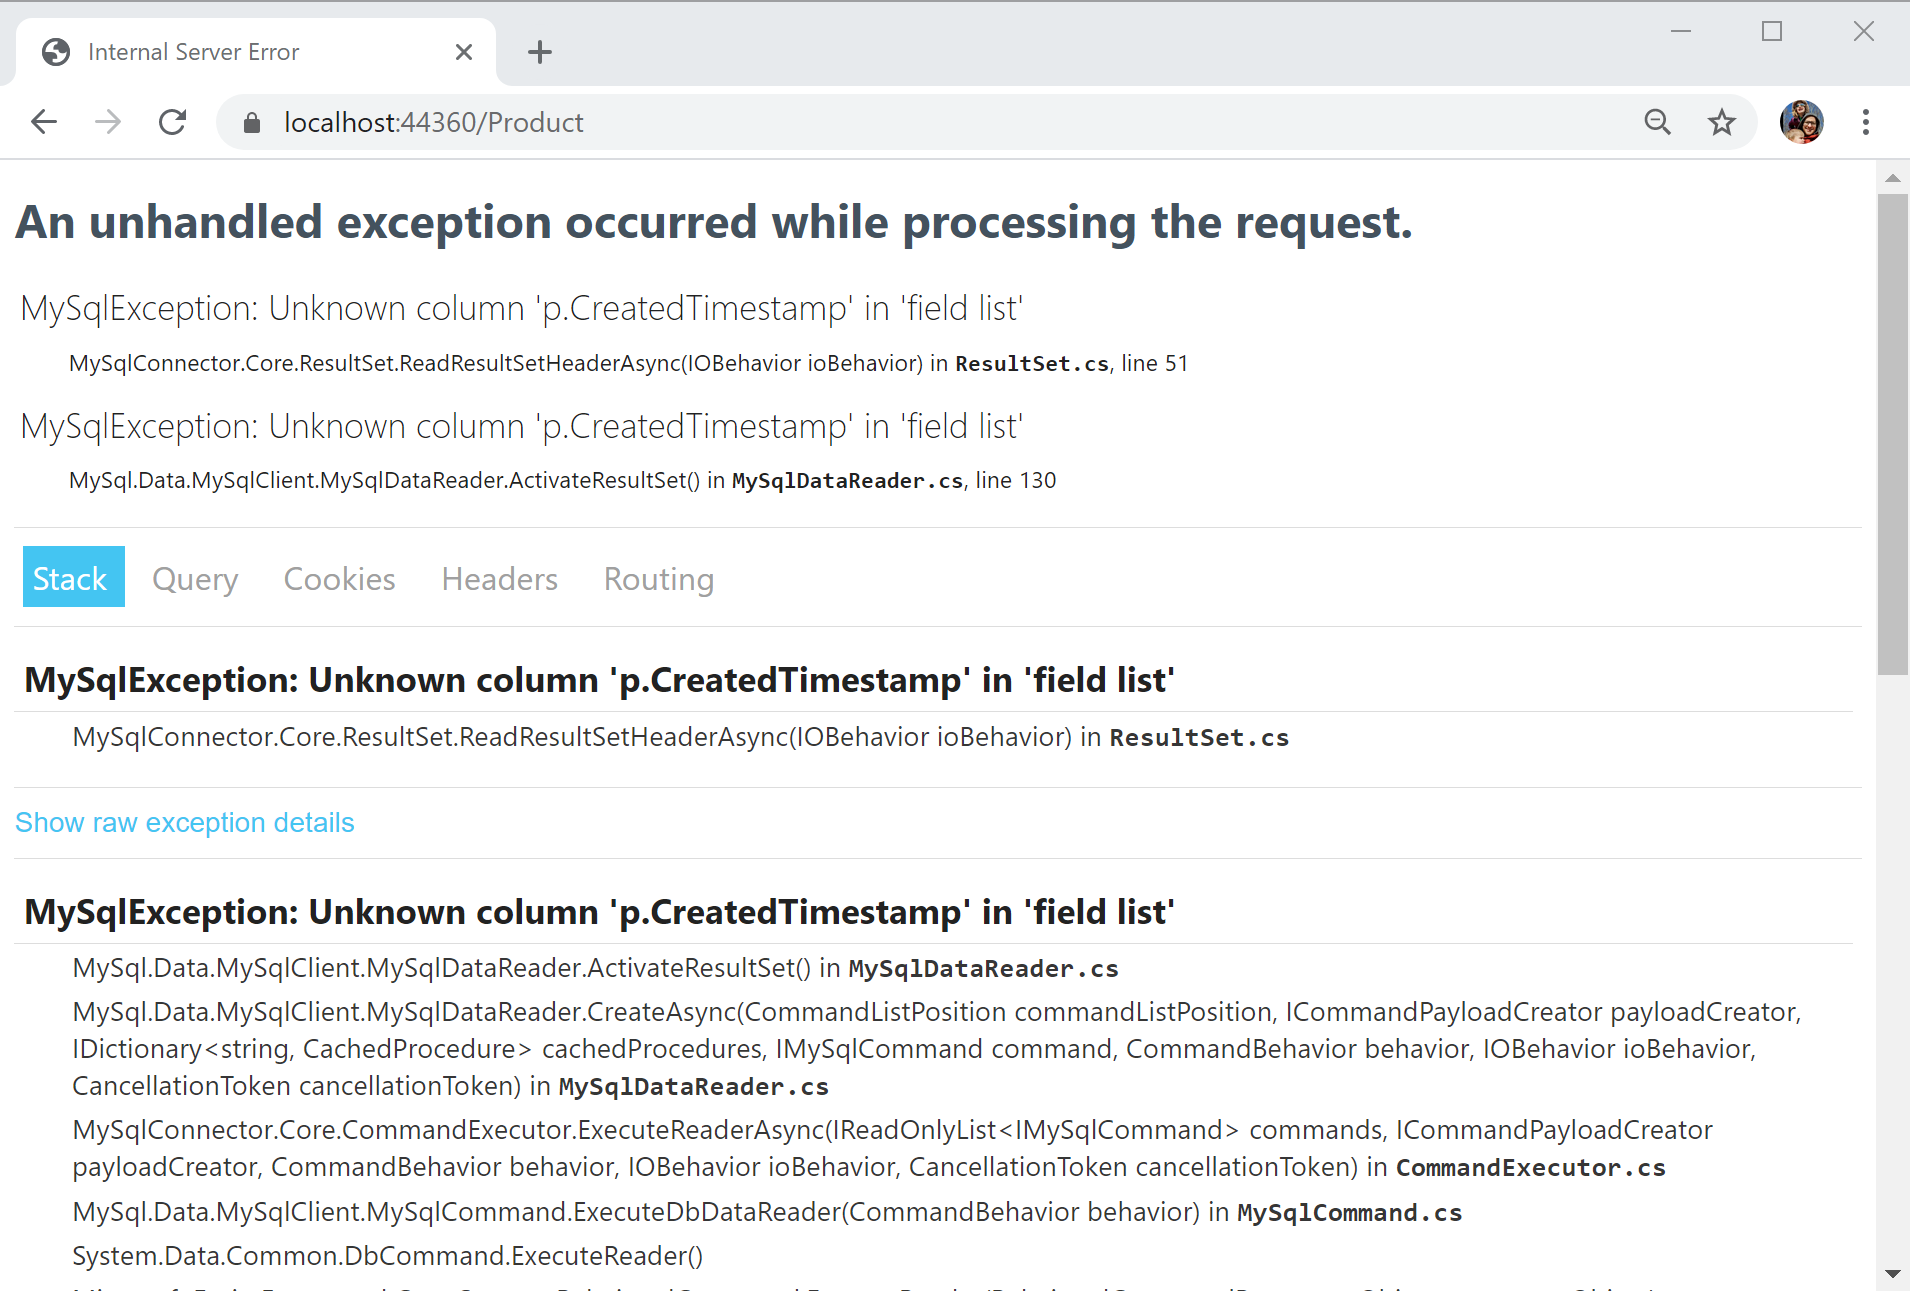 Internal Server Error
localhost:44360/Product
An unhandled exception occurred while processing the request.
MySqlException: Unknown column 'p.CreatedTimestamp' in 'field list'
MySqlConnector.Core.ResultSet.ReadResultSetHeaderAsync(IOBehavior ioBehavior) in ResultSet.cs, line 51
MySqlException: Unknown column 'p.CreatedTimestamp' in 'field list'
MySql.Data.MySqlClient.MySqlDataReader.ActivateResultSet() in MySqlDataReader.cs, line 130
Stack Query Cookies Headers Routing
MySqlException: Unknown column 'p.CreatedTimestamp' in 'field list'
MySqlConnector.Core.ResultSet.ReadResultSetHeaderAsync(IOBehavior ioBehavior) in ResultSet.cs
Show raw exception details
MySqlException: Unknown column 'p.CreatedTimestamp' in 'field list'
MySql.Data.MySqlClient.MySqlDataReader.ActivateResultSet() in MySqlDataReader.cs
MySql.Data.MySqlClient.MySqlDataReader.CreateAsync(CommandListPosition commandListPosition, ICommandPayloadCreator payloadCreator,
IDictionary<string, CachedProcedure> cachedProcedures, IMySqlCommand command, CommandBehavior behavior, IOBehavior ioBehavior,
CancellationToken cancellationToken) in MySqlDataReader.cs
MySqlConnector.Core.CommandExecutor.ExecuteReaderAsync(IReadOnlyList<IMySqlCommand> commands, ICommandPayloadCreator
payloadCreator, CommandBehavior behavior, IOBehavior ioBehavior, CancellationToken cancellationToken) in CommandExecutor.cs
MySql.Data.MySqlClient.MySqlCommand.ExecuteDbDataReader(CommandBehavior behavior) in MySqlCommand.cs
System.Data.Common.DbCommand.ExecuteReader()